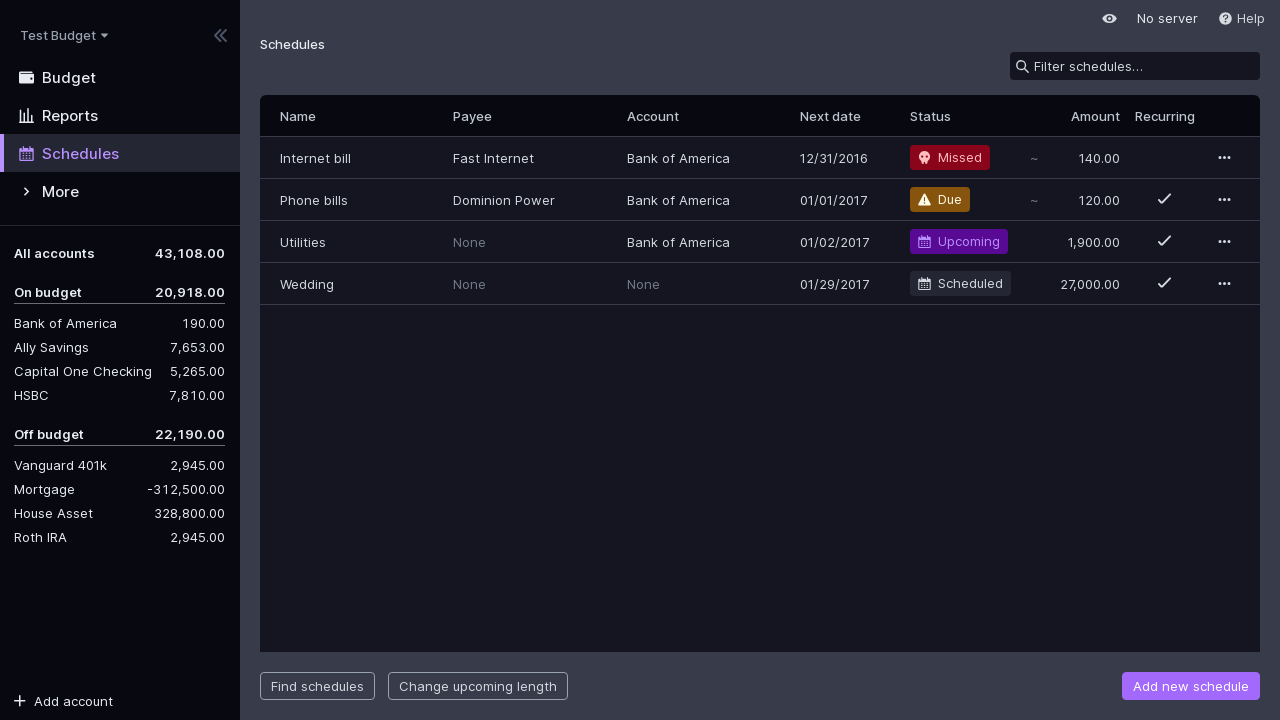 Test Budget
Budget
Reports
Schedules
More
All accounts 43,108.00
On budget 20,918.00
Bank of America 190.00
Ally Savings 7,653.00
Capital One Checking 5,265.00
HSBC 7,810.00
Off budget 22,190.00
Vanguard 401k 2,945.00
Mortgage -312,500.00
House Asset 328,800.00
Roth IRA 2,945.00
Add account
No server Help
Schedules
Filter schedules...
Name Payee Account Next date Status Amount Recurring
Internet bill Fast Internet Bank of America 12/31/2016 Missed ~ 140.00
Phone bills Dominion Power Bank of America 01/01/2017 Due ~ 120.00
Utilities None Bank of America 01/02/2017 Upcoming 1,900.00
Wedding None None 01/29/2017 Scheduled 27,000.00
Find schedules Change upcoming length Add new schedule